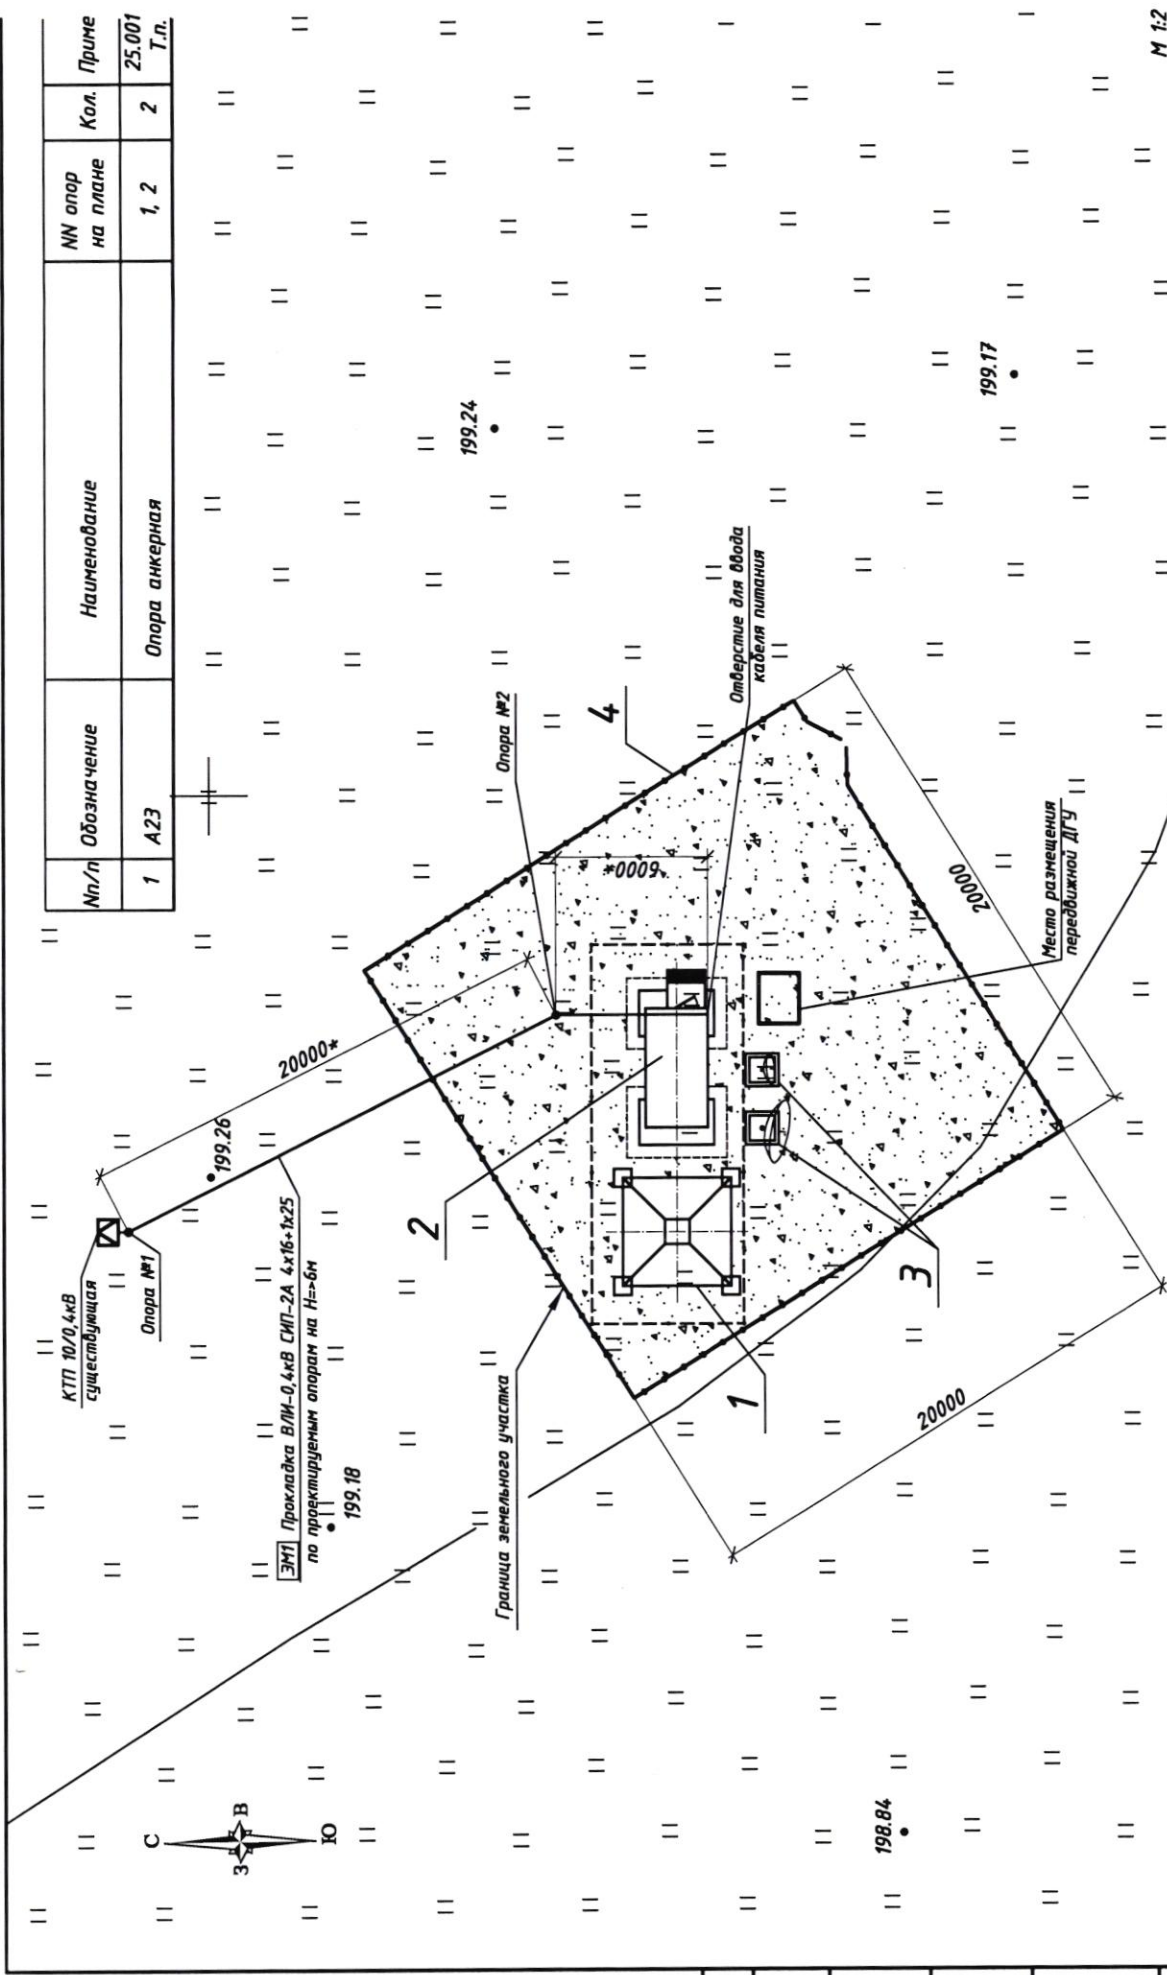 Nп/п Обозначение Наименование NN опор на плане Кол. Приме
1 А23 Опора анкерная 1, 2 2 25.001 Т.п.
КТП 10/0,4кВ
существующая
Опора №1
199.26
20000*
ЭМ1 Прокладка ВЛИ-0,4кВ СИП-2А 4х16+1х25
по проектируемым опорам на Н=>6м
199.18
Опора №2
199.24
4
6000*
Отверстие для ввода
кабеля питания
199.17
2
Граница земельного участка
1
3
Место размещения
передвижной ДГУ
20000
20000
198.84
С
З
В
Ю
М 1:2